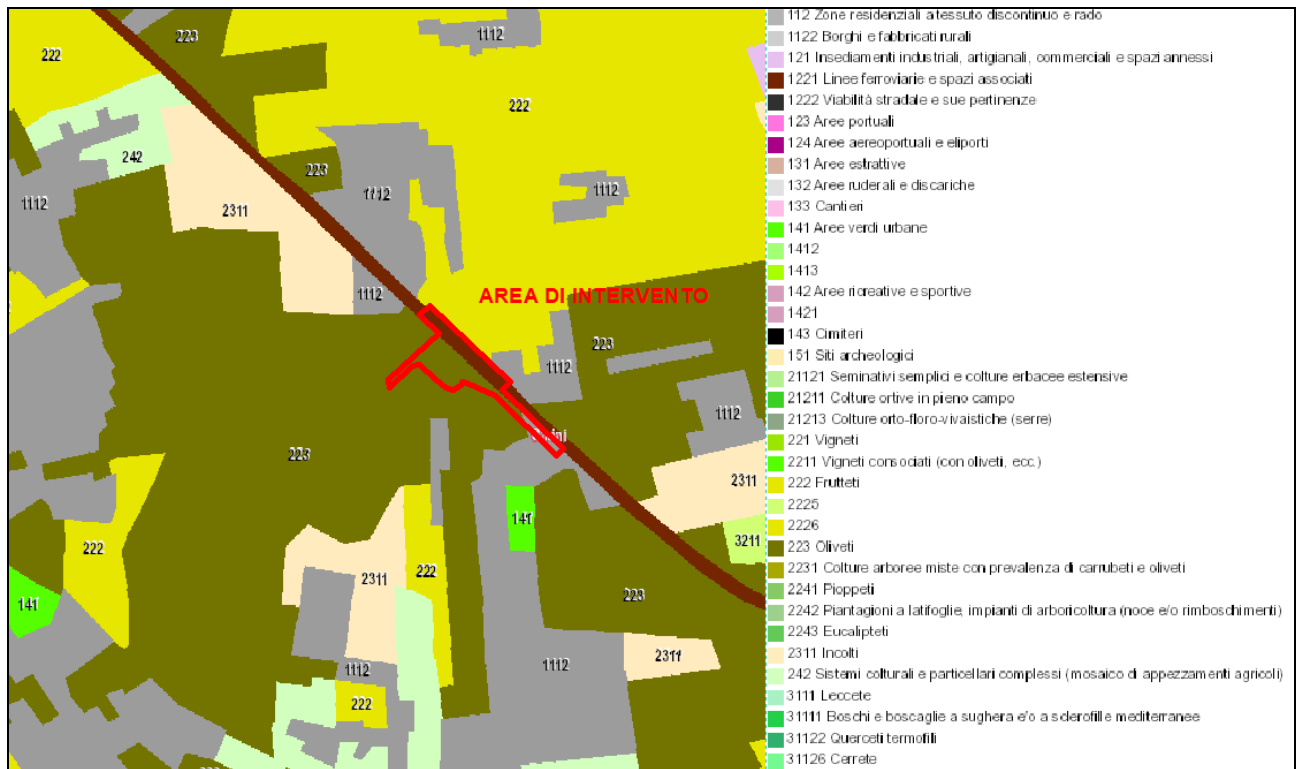 223
1112
222
222
242
223
1112
1112
1112
2311
1112
AREA DI INTERVENTO
223
1112
1112
223
2311
141
3211
222
2311
222
141
223
1112
2311
1112
222
112 Zone residenziali a tessuto discontinuo e rado
1122 Borghi e fabbricati rurali
121 Insediamenti industriali, artigianali, commerciali e spazi annessi
1221 Linee ferroviarie e spazi associati
1222 Viabilità stradale e sue pertinenze
123 Aree portuali
124 Aree aereoportuali e eliporti
131 Aree estrattive
132 Aree ruderali e discariche
133 Cantieri
141 Aree verdi urbane
1412
1413
142 Aree ricreative e sportive
1421
143 Cimiteri
151 Siti archeologici
21121 Seminativi semplici e colture erbacee estensive
21211 Colture ortive in pieno campo
21213 Colture orto-floro-vivaistiche (serre)
221 Vigneti
2211 Vigneti consociati (con oliveti, ecc.)
222 Frutteti
2225
2226
223 Oliveti
2231 Colture arboree miste con prevalenza di carrubeti e oliveti
2241 Pioppeti
2242 Piantagioni a latifoglie, impianti di arboricoltura (noce e/o rimboschimenti)
2243 Eucalipteti
2311 Incolti
242 Sistemi colturali e particellari complessi (mosaico di appezzamenti agricoli)
3111 Leccete
31111 Boschi e boscaglie a sughera e/o a sclerofille mediterranee
31122 Querceti termofili
31126 Cerrete